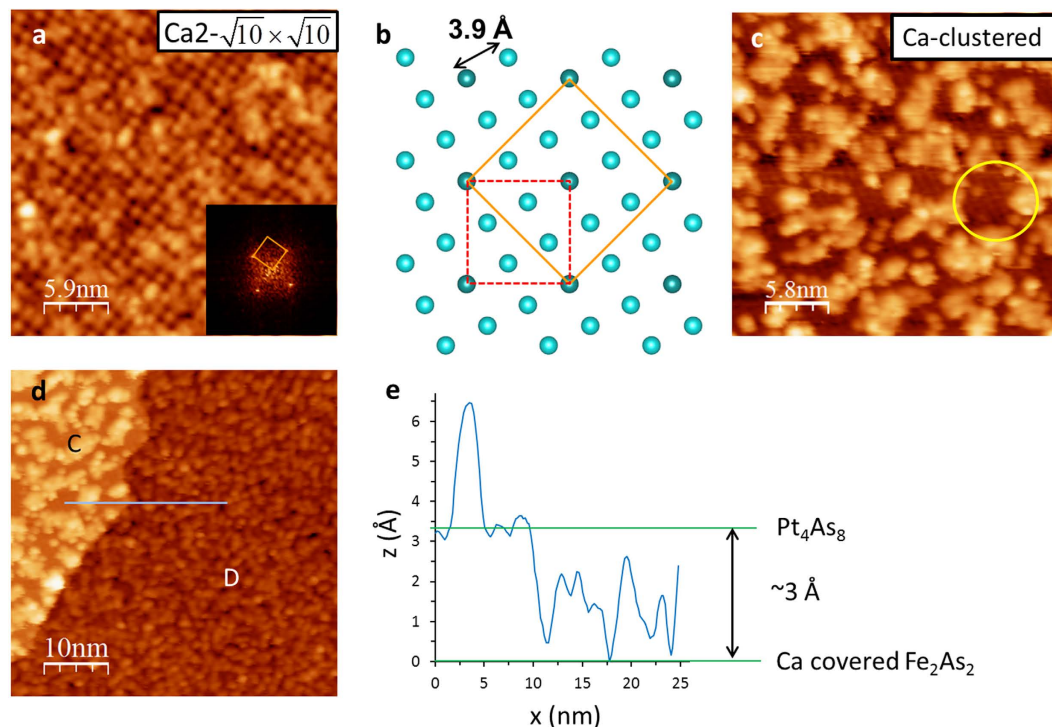 a
Ca2-√10 × √10
5.9nm
b
3.9 Å
c
Ca-clustered
5.8nm
d
C
D
10nm
e
6
5
4
3
2
1
0
z (Å)
0 5 10 15 20 25
x (nm)
Pt4As8
~3 Å
Ca covered Fe2As2